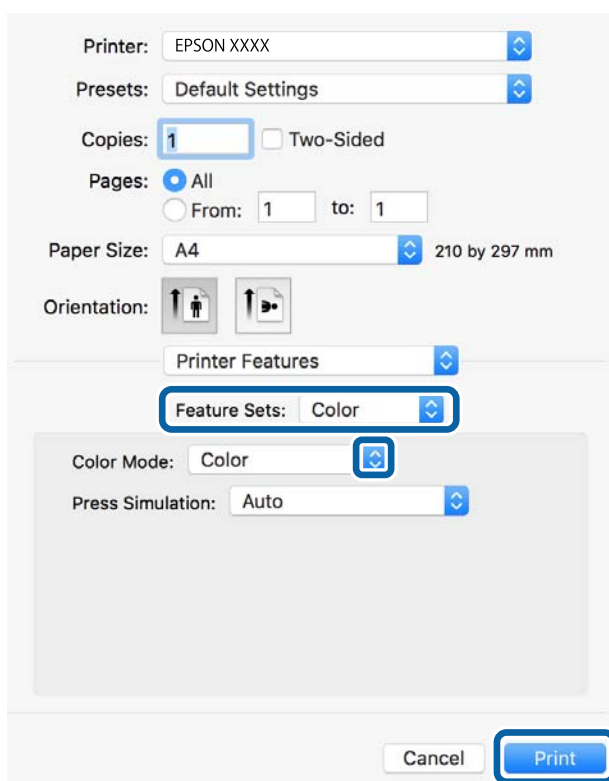 Printer: EPSON XXXX
Presets: Default Settings
Copies: 1 Two-Sided
Pages: All
From: 1 to: 1
Paper Size: A4 210 by 297 mm
Orientation:
Printer Features
Feature Sets: Color
Color Mode: Color
Press Simulation: Auto
Cancel Print